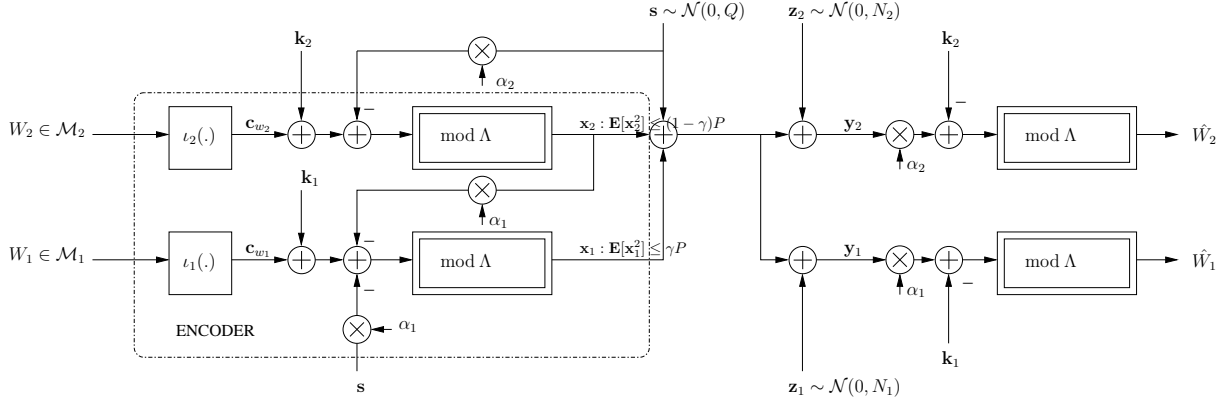 s ∼ 𝒩(0, Q)
z₂ ∼ 𝒩(0, N₂)
k₂
k₂
α₂
−
−
W₂ ∈ ℳ₂
ι₂(.)
c_{w₂}
mod Λ
x₂ : E[x₂²] ≤ (1 − γ)P
y₂
α₂
mod Λ
Ŵ₂
k₁
α₁
−
W₁ ∈ ℳ₁
ι₁(.)
c_{w₁}
mod Λ
x₁ : E[x₁²] ≤ γP
y₁
α₁
mod Λ
Ŵ₁
−
−
ENCODER
α₁
k₁
s
z₁ ∼ 𝒩(0, N₁)